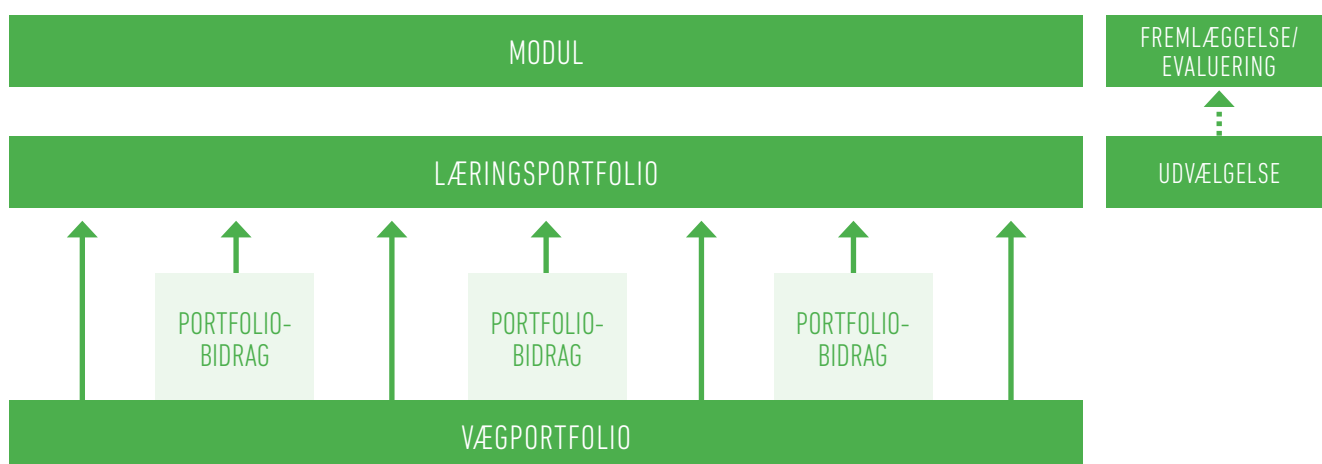 MODUL
FREMLÆGGELSE/
EVALUERING
LÆRINGSPORTFOLIO
UDVÆLGELSE
PORTFOLIO-
BIDRAG
PORTFOLIO-
BIDRAG
PORTFOLIO-
BIDRAG
VÆGPORTFOLIO